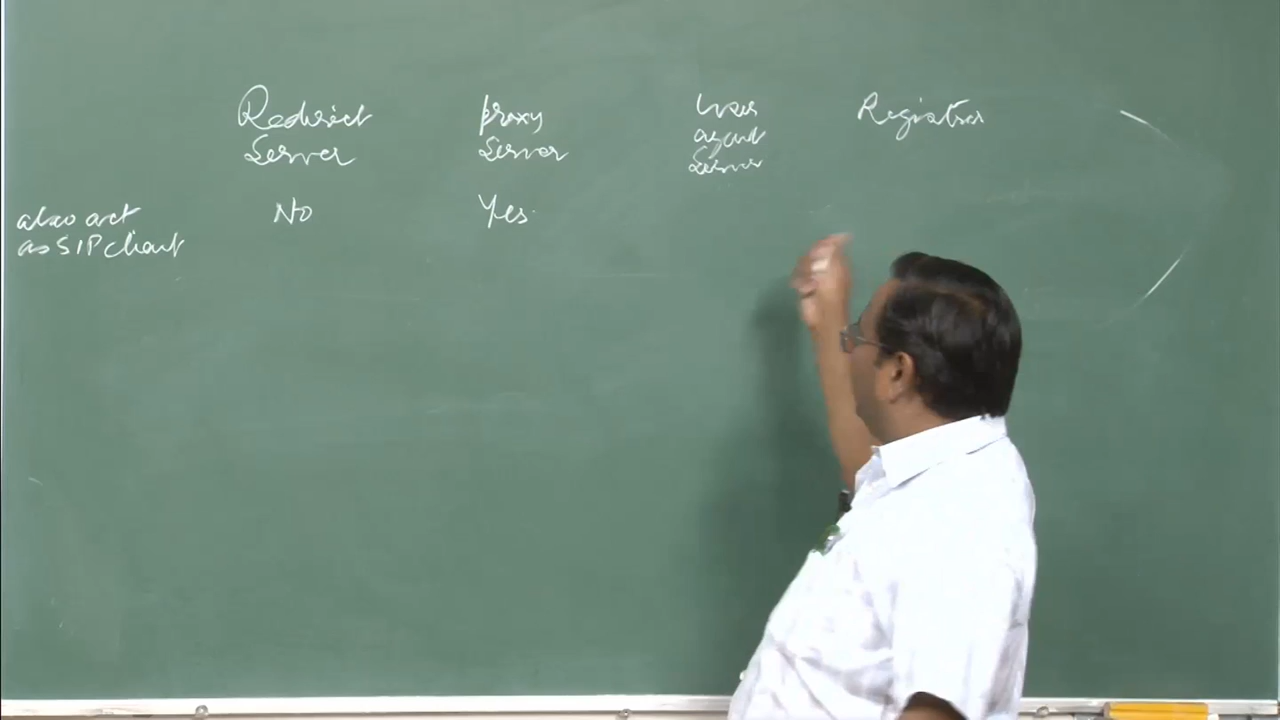 Redirect Server
proxy Server
User agent Server
Registrar
also act as SIP client
No
Yes